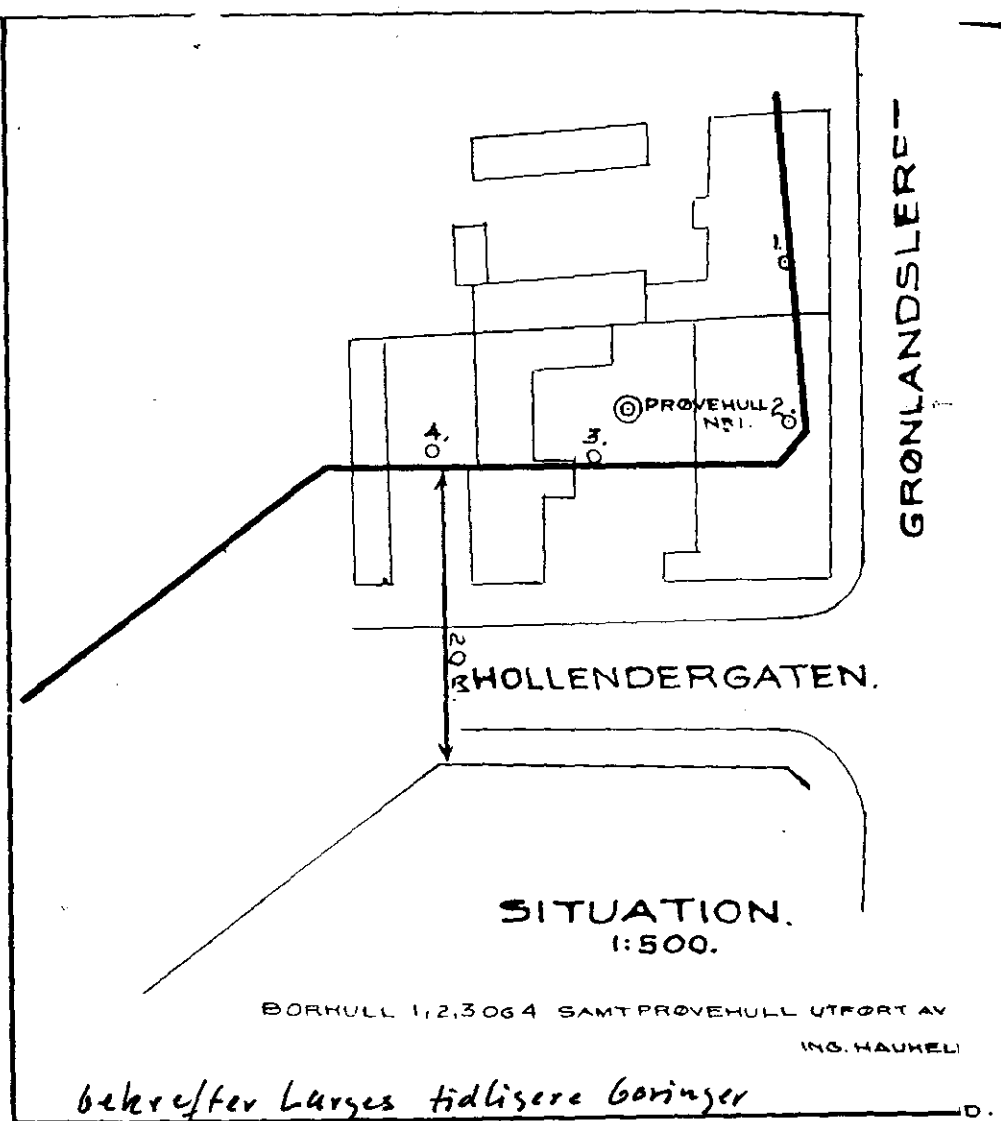 GRØNLANDSLERET
1.
PRØVEHULL
NR 1.
2.
3.
4.
20 M.
HOLLENDERGATEN.
SITUATION.
1:500.
BORHULL 1,2,3 OG 4 SAMT PRØVEHULL UTFØRT AV
ING. HAUKELI
bekrefter Larges tidligere boringer
D.